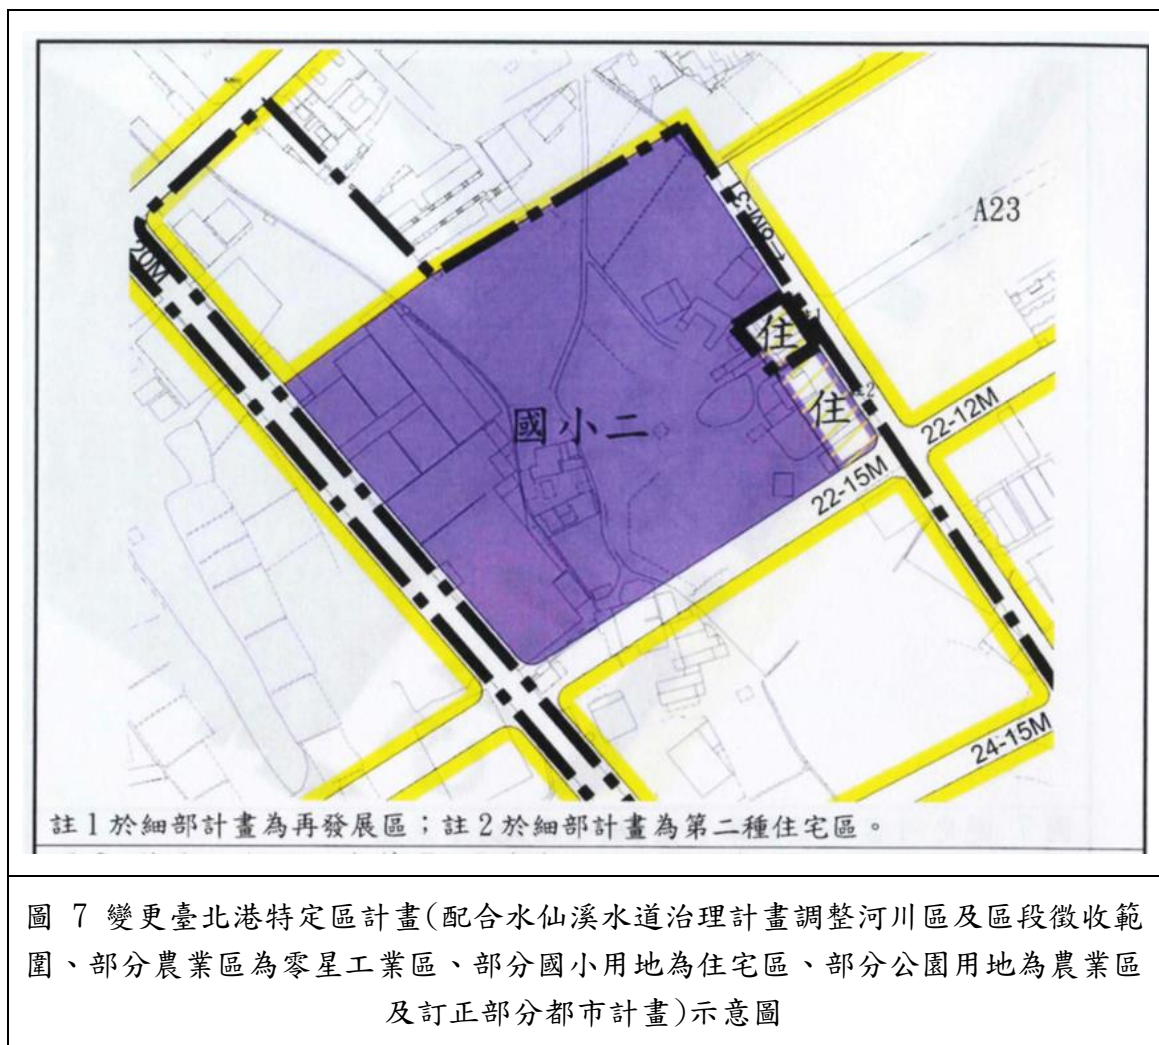 A23
20M
住
註1
住
註2
國小二
22-12M
22-15M
24-15M
註1於細部計畫為再發展區；註2於細部計畫為第二種住宅區。
圖 7 變更臺北港特定區計畫(配合水仙溪水道治理計畫調整河川區及區段徵收範
圍、部分農業區為零星工業區、部分國小用地為住宅區、部分公園用地為農業區
及訂正部分都市計畫)示意圖